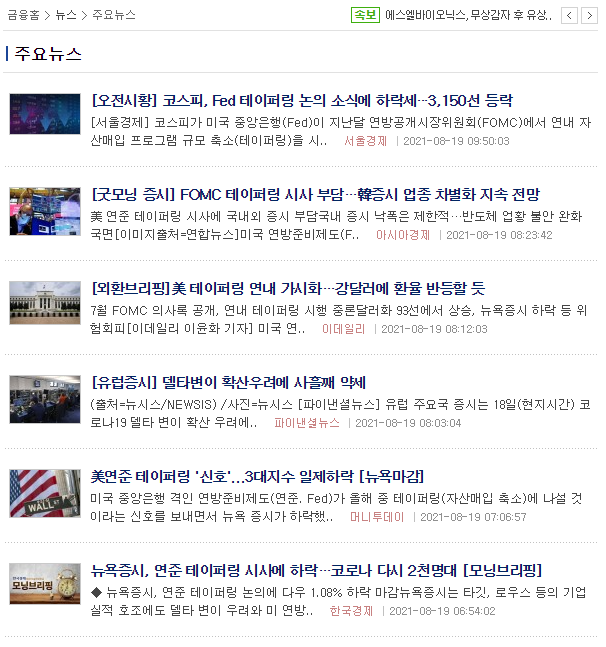 금융홈 > 뉴스 > 주요뉴스
속보 에스엘바이오닉스, 무상감자 후 유상..
주요뉴스
[오전시황] 코스피, Fed 테이퍼링 논의 소식에 하락세…3,150선 등락
[서울경제] 코스피가 미국 중앙은행(Fed)이 지난달 연방공개시장위원회(FOMC)에서 연내 자
산매입 프로그램 규모 축소(테이퍼링)을 시.. 서울경제 | 2021-08-19 09:50:03
[굿모닝 증시] FOMC 테이퍼링 시사 부담…韓증시 업종 차별화 지속 전망
美 연준 테이퍼링 시사에 국내외 증시 부담국내 증시 낙폭은 제한적…반도체 업황 불안 완화
국면[이미지출처=연합뉴스]미국 연방준비제도(F.. 아시아경제 | 2021-08-19 08:23:42
[외환브리핑]美 테이퍼링 연내 가시화…강달러에 환율 반등할 듯
7월 FOMC 의사록 공개, 연내 테이퍼링 시행 중론달러화 93선에서 상승, 뉴욕증시 하락 등 위
험회피[이데일리 이윤화 기자] 미국 연.. 이데일리 | 2021-08-19 08:12:03
[유럽증시] 델타변이 확산우려에 사흘째 약세
(출처=뉴시스/NEWSIS) /사진=뉴시스 [파이낸셜뉴스] 유럽 주요국 증시는 18일(현지시간) 코
로나19 델타 변이 확산 우려에.. 파이낸셜뉴스 | 2021-08-19 08:03:04
美연준 테이퍼링 '신호'...3대지수 일제하락 [뉴욕마감]
미국 중앙은행 격인 연방준비제도(연준. Fed)가 올해 중 테이퍼링(자산매입 축소)에 나설 것
이라는 신호를 보내면서 뉴욕 증시가 하락했.. 머니투데이 | 2021-08-19 07:06:57
WALL
뉴욕증시, 연준 테이퍼링 시사에 하락…코로나 다시 2천명대 [모닝브리핑]
모닝브리핑
◆ 뉴욕증시, 연준 테이퍼링 논의에 다우 1.08% 하락 마감뉴욕증시는 타깃, 로우스 등의 기업
실적 호조에도 델타 변이 우려와 미 연방.. 한국경제 | 2021-08-19 06:54:02